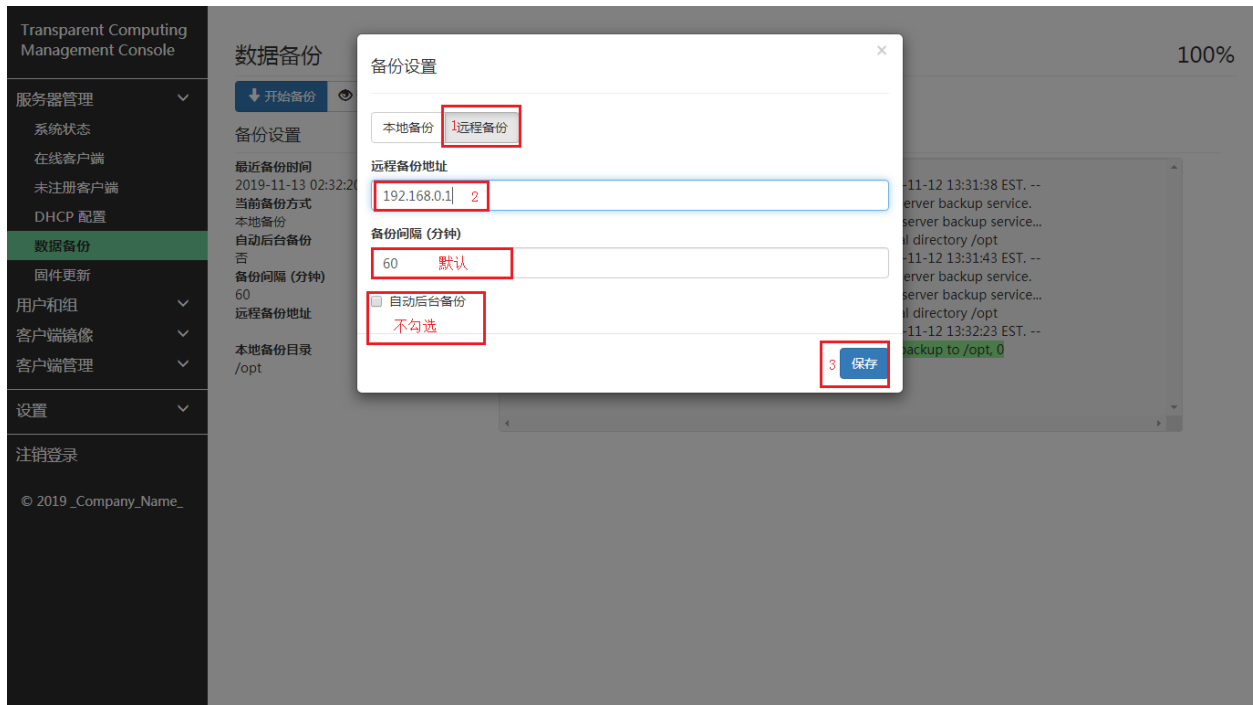 Transparent Computing
Management Console
服务器管理
系统状态
在线客户端
未注册客户端
DHCP 配置
数据备份
固件更新
用户和组
客户端镜像
客户端管理
设置
注销登录
© 2019 _Company_Name_
数据备份
100%
开始备份
备份设置
最近备份时间
2019-11-13 02:32:20
当前备份方式
本地备份
自动后台备份
否
备份间隔 (分钟)
60
远程备份地址
本地备份目录
/opt
备份设置
×
本地备份
1远程备份
远程备份地址
192.168.0.1 2
备份间隔 (分钟)
60 默认
自动后台备份
不勾选
3 保存
-11-12 13:31:38 EST. --
erver backup service.
server backup service...
al directory /opt
-11-12 13:31:43 EST. --
erver backup service.
server backup service...
al directory /opt
-11-12 13:32:23 EST. --
backup to /opt, 0